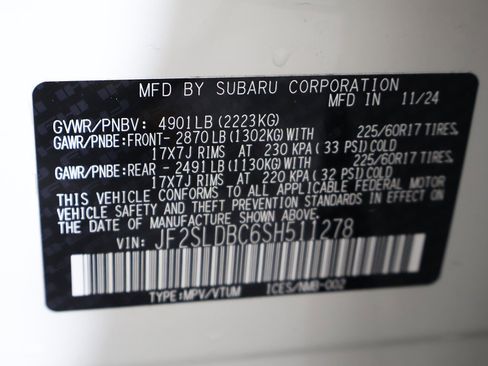 MFD BY SUBARU CORPORATION
MFD IN 11/24
GVWR/PNBV: 4901LB (2223KG)
GAWR/PNBE:FRONT- 2870LB(1302KG)WITH 225/60R17 TIRES,
17X7J RIMS AT 230 KPA( 33 PSI)COLD
GAWR/PNBE:REAR - 2491LB(1130KG)WITH 225/60R17 TIRES,
17X7J RIMS AT 220 KPA( 32 PSI)COLD
THIS VEHICLE CONFORMS TO ALL APPLICABLE FEDERAL MOTOR
VEHICLE SAFETY AND THEFT PREVENTION STANDARDS IN EFFECT ON
THE DATE OF MANUFACTURE SHOWN ABOVE.
VIN: JF2SLDBC6SH511278
TYPE:MPV/VTUM ICES/NMB-002